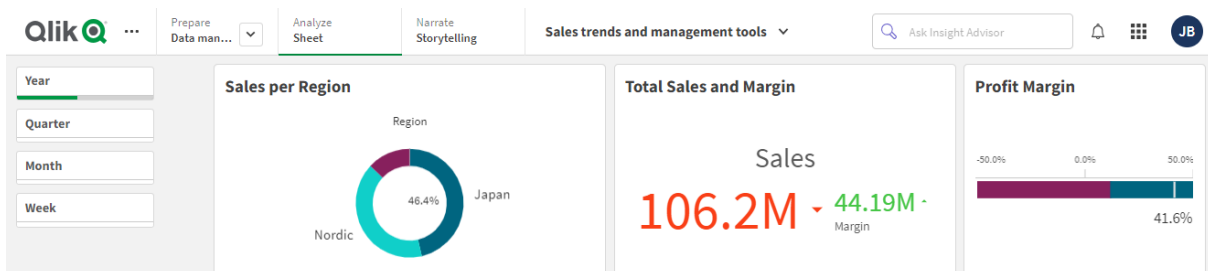 Qlik
Prepare
Data man...
Analyze
Sheet
Narrate
Storytelling
Sales trends and management tools
Ask Insight Advisor
JB
Year
Quarter
Month
Week
Sales per Region
Region
46.4%
Japan
Nordic
Total Sales and Margin
Sales
106.2M
44.19M
Margin
Profit Margin
-50.0% 0.0% 50.0%
41.6%